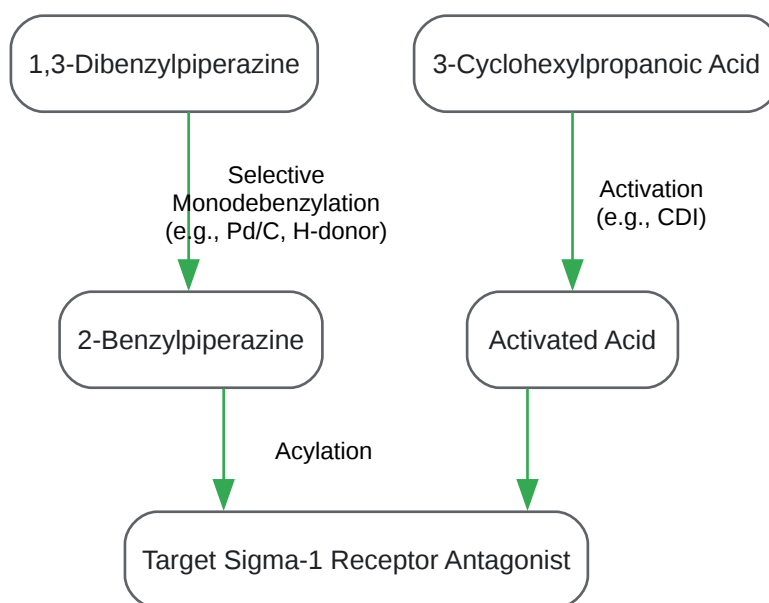 1,3-Dibenzylpiperazine
3-Cyclohexylpropanoic Acid
Selective
Monodebenzylation
(e.g., Pd/C, H-donor)
Activation
(e.g., CDI)
2-Benzylpiperazine
Activated Acid
Acylation
Target Sigma-1 Receptor Antagonist